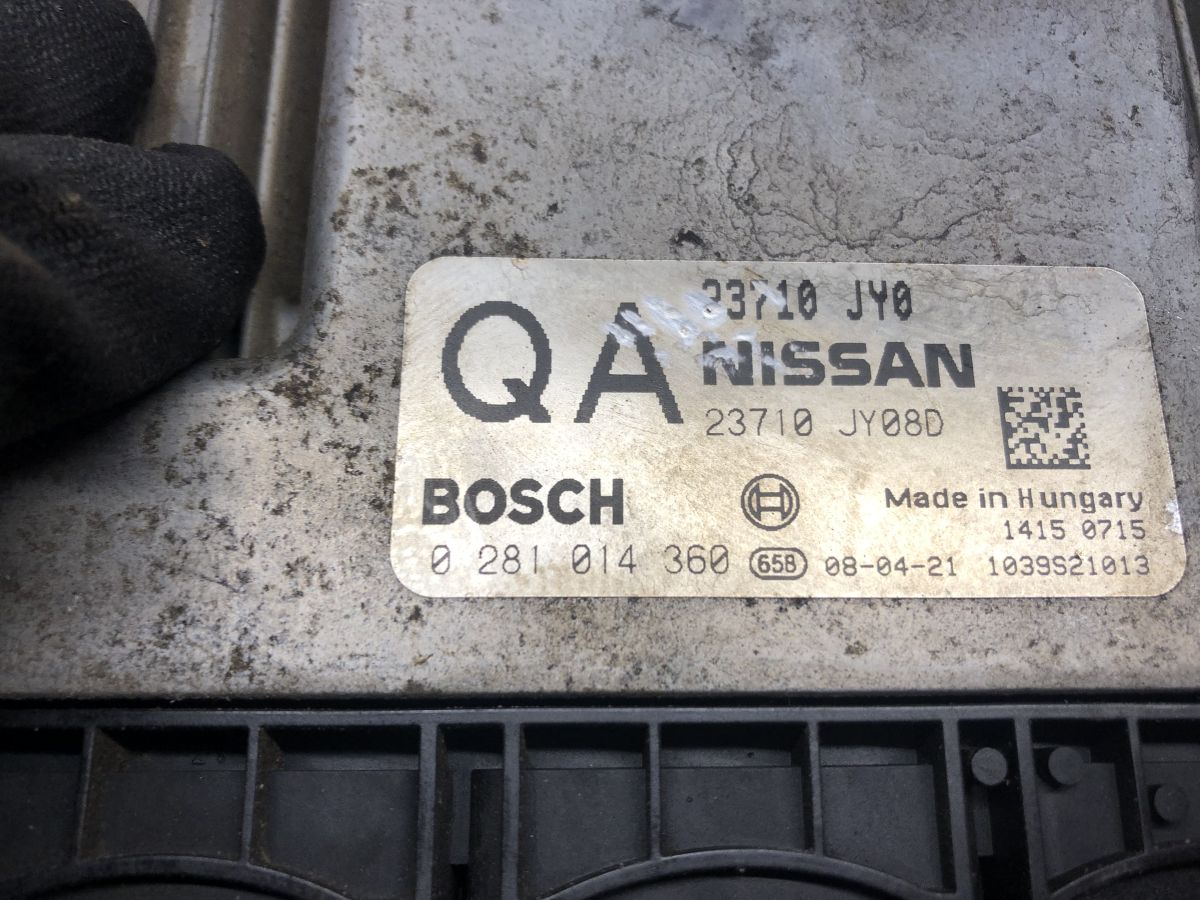 23710 JY0
QA
NISSAN
23710 JY08D
BOSCH
Made in Hungary
1415 0715
0 281 014 360 658 08-04-21 1039S21013